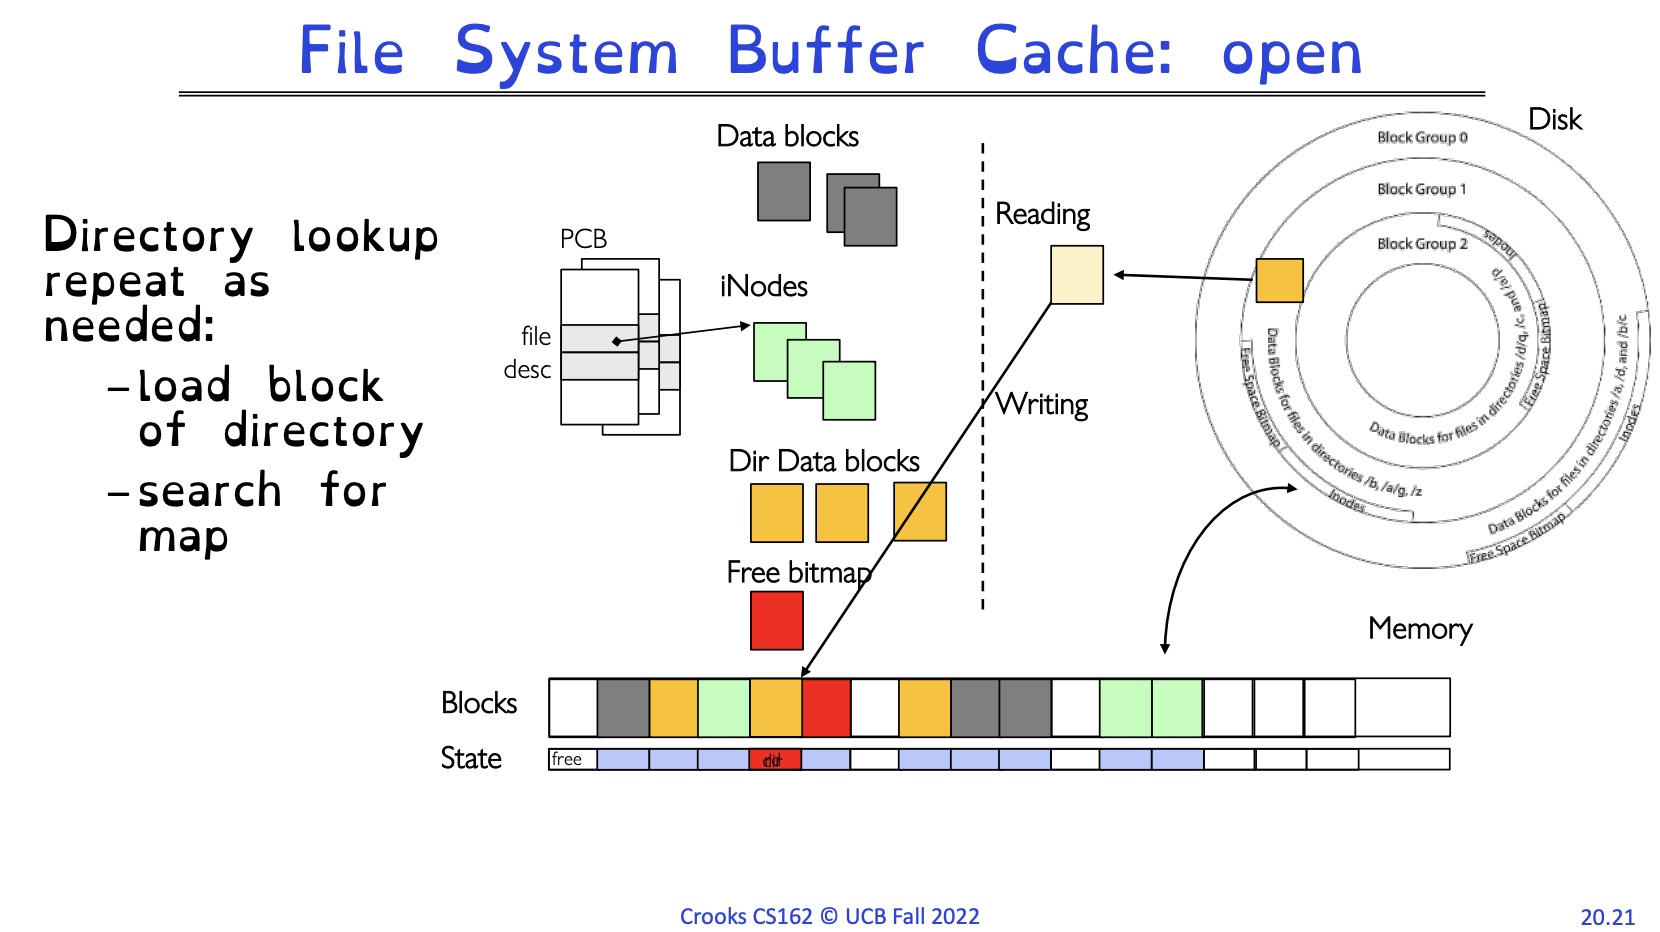 File System Buffer Cache: open
Directory lookup
repeat as
needed:
–load block
of directory
–search for
map
Data blocks
PCB
file
desc
iNodes
Dir Data blocks
Free bitmap
Reading
Writing
Disk
Block Group 0
Block Group 1
Block Group 2
Inodes
Data Blocks for files in directories /d/q, /c, and /a/p
Free Space Bitmap
Data Blocks for files in directories /b, /a/g, /z
Free Space Bitmap
Inodes
Data Blocks for files in directories /a, /d, and /b/c
Free Space Bitmap
Inodes
Memory
Blocks
State
free
Crooks CS162 © UCB Fall 2022
20.21